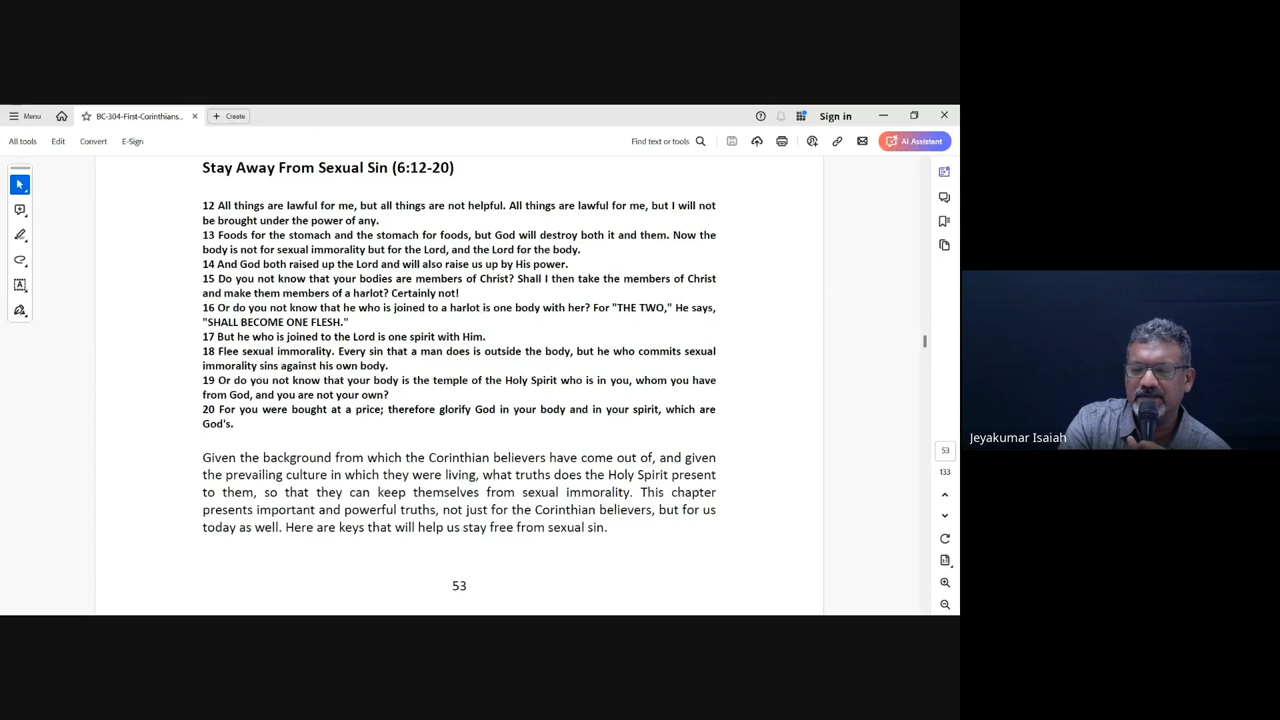 Menu
BC-304-First-Corinthians...
Create
Sign in
All tools
Edit
Convert
E-Sign
Find text or tools
AI Assistant
Stay Away From Sexual Sin (6:12-20)
12 All things are lawful for me, but all things are not helpful. All things are lawful for me, but I will not
be brought under the power of any.
13 Foods for the stomach and the stomach for foods, but God will destroy both it and them. Now the
body is not for sexual immorality but for the Lord, and the Lord for the body.
14 And God both raised up the Lord and will also raise us up by His power.
15 Do you not know that your bodies are members of Christ? Shall I then take the members of Christ
and make them members of a harlot? Certainly not!
16 Or do you not know that he who is joined to a harlot is one body with her? For "THE TWO," He says,
"SHALL BECOME ONE FLESH."
17 But he who is joined to the Lord is one spirit with Him.
18 Flee sexual immorality. Every sin that a man does is outside the body, but he who commits sexual
immorality sins against his own body.
19 Or do you not know that your body is the temple of the Holy Spirit who is in you, whom you have
from God, and you are not your own?
20 For you were bought at a price; therefore glorify God in your body and in your spirit, which are
God's.
Given the background from which the Corinthian believers have come out of, and given
the prevailing culture in which they were living, what truths does the Holy Spirit present
to them, so that they can keep themselves from sexual immorality. This chapter
presents important and powerful truths, not just for the Corinthian believers, but for us
today as well. Here are keys that will help us stay free from sexual sin.
53
53
133
Jeyakumar Isaiah